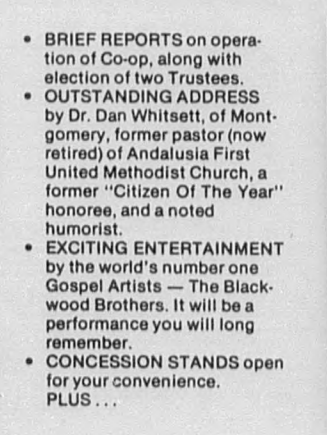 • BRIEF REPORTS on opera-
tion of Co-op, along with
election of two Trustees.
• OUTSTANDING ADDRESS
by Dr. Dan Whitsett, of Mont-
gomery, former pastor (now
retired) of Andalusia First
United Methodist Church, a
former "Citizen Of The Year"
honoree, and a noted
humorist.
• EXCITING ENTERTAINMENT
by the world's number one
Gospel Artists — The Black-
wood Brothers. It will be a
performance you will long
remember.
• CONCESSION STANDS open
for your convenience.
PLUS...